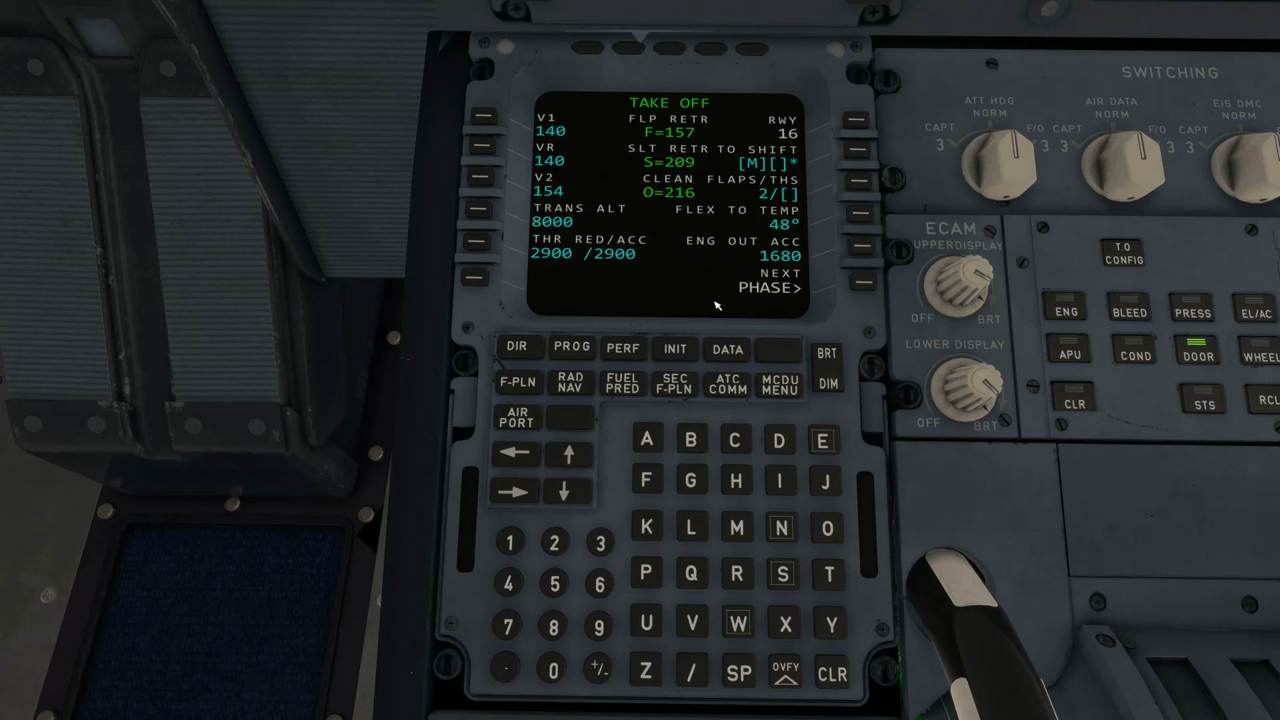 TAKE OFF
V1 FLP RETR RWY
140 F=157 16
VR SLT RETR TO SHIFT
140 S=209 [M][]*
V2 CLEAN FLAPS/THS
154 O=216 2/[]
TRANS ALT FLEX TO TEMP
8000 48°
THR RED/ACC ENG OUT ACC
2900 /2900 1680
NEXT
PHASE>
DIR PROG PERF INIT DATA
BRT
DIM
F-PLN RAD NAV FUEL PRED SEC F-PLN ATC COMM MCDU MENU
AIR PORT
← ↑
→ ↓
A B C D E
F G H I J
K L M N O
P Q R S T
U V W X Y
Z / SP OVFY CLR
1 2 3
4 5 6
7 8 9
. 0 +/-
SWITCHING
ATT HDG AIR DATA EIS DMC
NORM NORM NORM
CAPT F/O CAPT F/O CAPT
3 3 3 3 3
ECAM
UPPER DISPLAY
OFF BRT
LOWER DISPLAY
OFF BRT
TO CONFIG
ENG BLEED PRESS EL/AC
APU COND DOOR WHEEL
CLR STS RCL